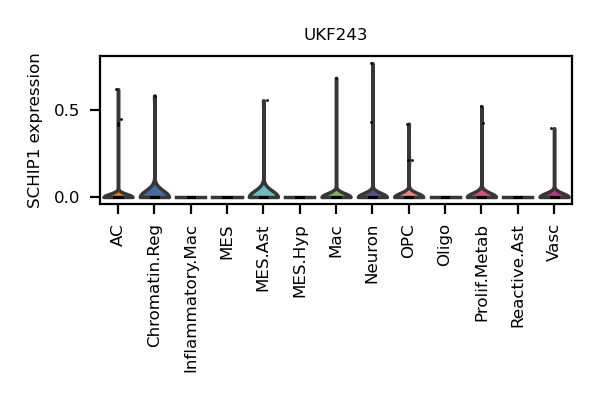 UKF243
SCHIP1 expression
0.5
0.0
AC
Chromatin.Reg
Inflammatory.Mac
MES
MES.Ast
MES.Hyp
Mac
Neuron
OPC
Oligo
Prolif.Metab
Reactive.Ast
Vasc